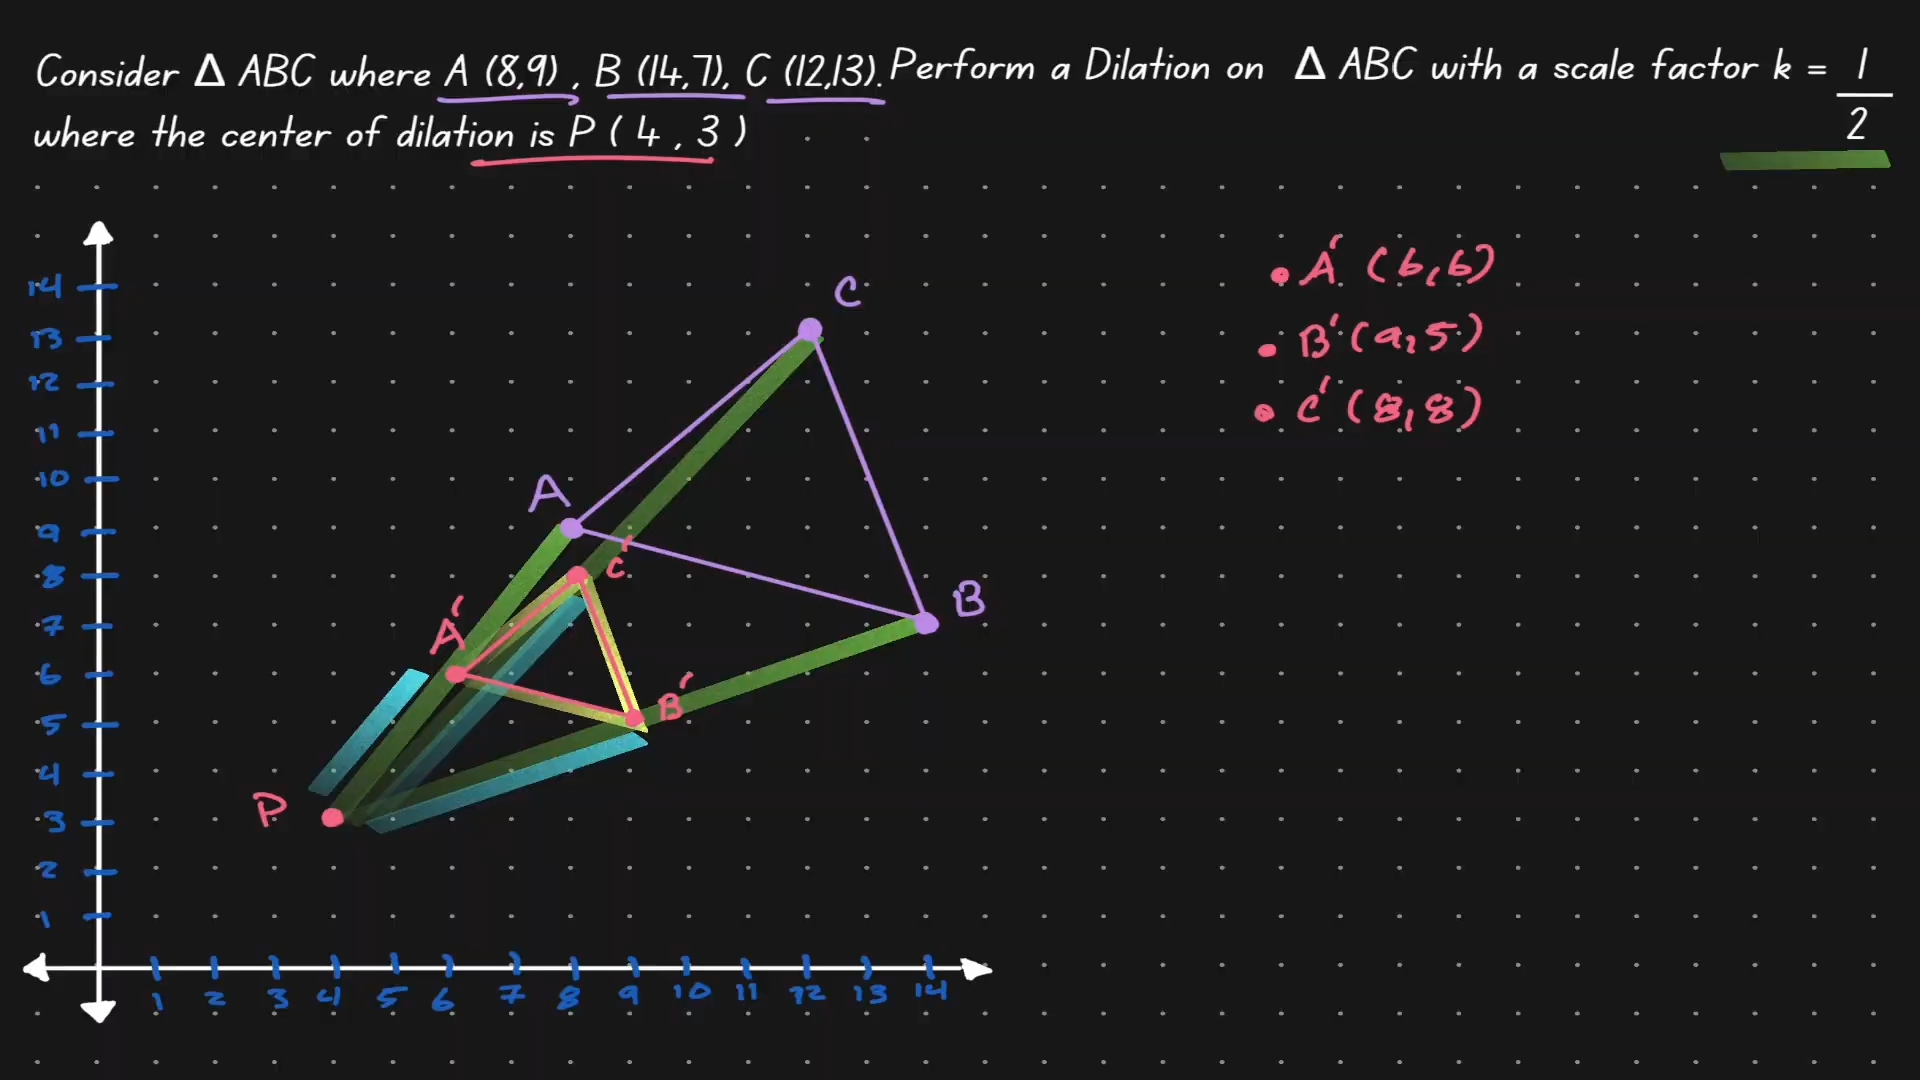 Consider Δ ABC where A (8,9) , B (14,7), C (12,13). Perform a Dilation on Δ ABC with a scale factor k = 1/2
where the center of dilation is P ( 4 , 3 )
• A' (6,6)
• B' (9,5)
• C' (8,8)
C
A
B
C'
A'
B'
P
14
13
12
11
10
9
8
7
6
5
4
3
2
1
1 2 3 4 5 6 7 8 9 10 11 12 13 14